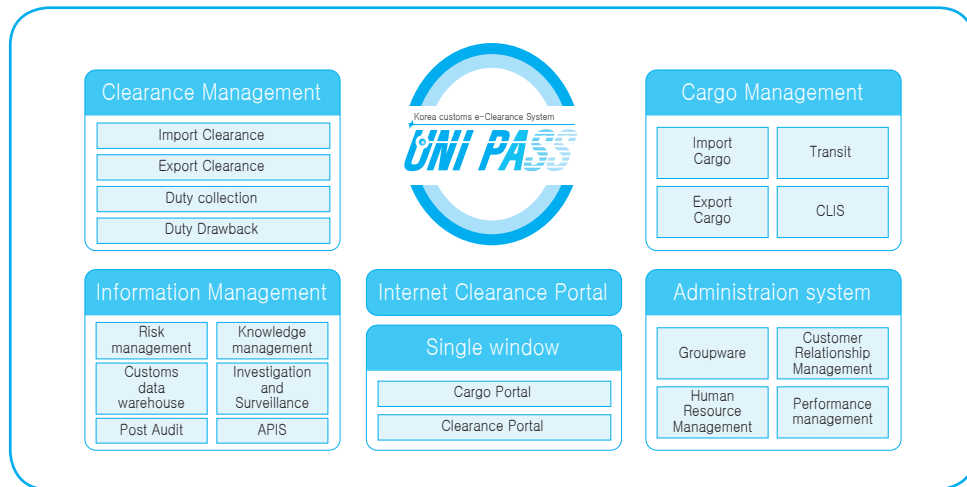 Clearance Management
Import Clearance
Export Clearance
Duty collection
Duty Drawback
Korea customs e-Clearance System
UNI PASS
Cargo Management
Import
Cargo
Transit
Export
Cargo
CLIS
Information Management
Risk
management
Knowledge
management
Customs
data
warehouse
Investigation
and
Surveillance
Post Audit
APIS
Internet Clearance Portal
Single window
Cargo Portal
Clearance Portal
Administraion system
Groupware
Customer
Relationship
Management
Human
Resource
Management
Performance
management